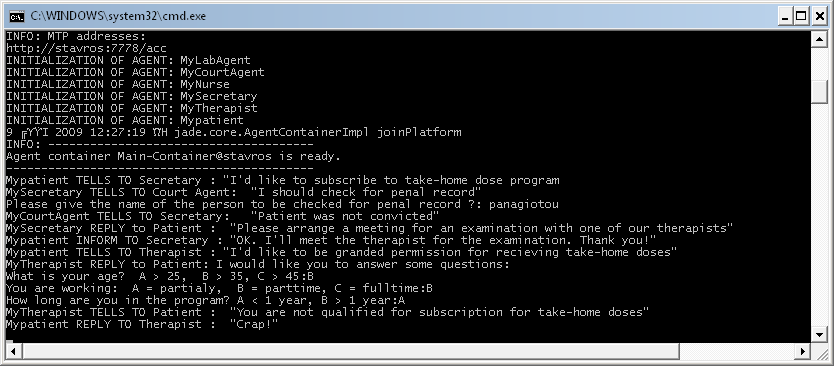 C:\WINDOWS\system32\cmd.exe
INFO: MTP addresses:
http://stavros:7778/acc
INITIALIZATION OF AGENT: MyLabAgent
INITIALIZATION OF AGENT: MyCourtAgent
INITIALIZATION OF AGENT: MyNurse
INITIALIZATION OF AGENT: MySecretary
INITIALIZATION OF AGENT: MyTherapist
INITIALIZATION OF AGENT: Mypatient
9 2009 12:27:19 jade.core.AgentContainerImpl joinPlatform
INFO: --------------------------------------
Agent container Main-Container@stavros is ready.
--------------------------------------------
Mypatient TELLS TO Secretary : "I'd like to subscribe to take-home dose program
MySecretary TELLS TO Court Agent:  "I should check for penal record"
Please give the name of the person to be checked for penal record ?: panagiotou
MyCourtAgent TELLS TO Secretary:   "Patient was not convicted"
MySecretary REPLY to Patient :  "Please arrange a meeting for an examination with one of our therapists"
Mypatient INFORM TO Secretary : "OK. I'll meet the therapist for the examination. Thank you!"
Mypatient TELLS TO Therapist : "I'd like to be granded permission for recieving take-home doses"
MyTherapist REPLY to Patient: I would like you to answer some questions:
What is your age?  A > 25,  B > 35, C > 45:B
You are working:  A = partialy,  B = parttime, C = fulltime:B
How long are you in the program? A < 1 year, B > 1 year:A
MyTherapist TELLS TO Patient :  "You are not qualified for subscription for take-home doses"
Mypatient REPLY TO Therapist :  "Crap!"